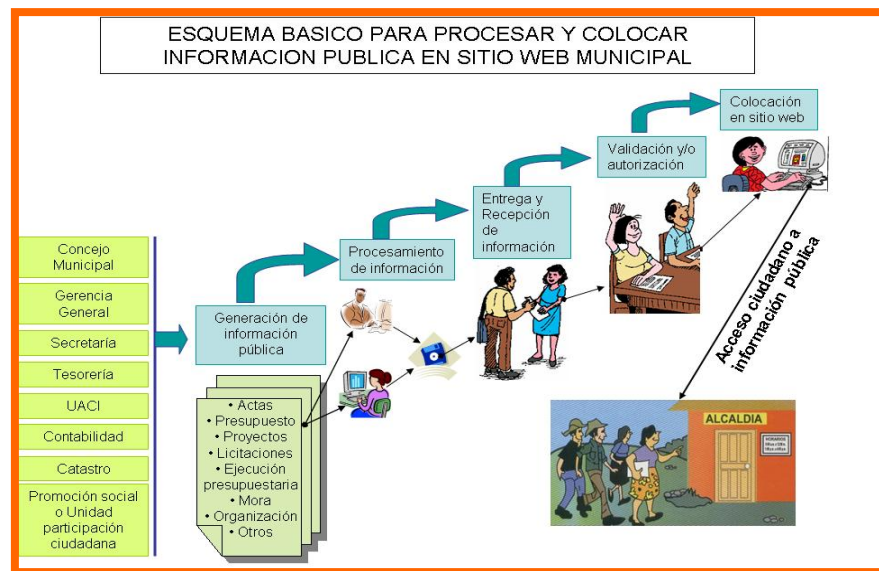 ESQUEMA BASICO PARA PROCESAR Y COLOCAR
INFORMACION PUBLICA EN SITIO WEB MUNICIPAL
Colocación
en sitio web
Validación y/o
autorización
Entrega y
Recepción
de
información
Procesamiento
de información
Generación de
información
pública
Concejo
Municipal
Gerencia
General
Secretaría
Tesorería
UACI
Contabilidad
Catastro
Promoción social
o Unidad
participación
ciudadana
• Actas
• Presupuesto
• Proyectos
• Licitaciones
• Ejecución
presupuestaria
• Mora
• Organización
• Otros
Acceso ciudadano a
información pública
ALCALDIA